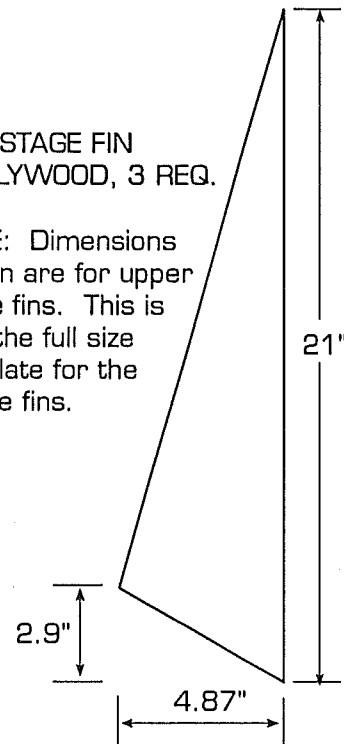 STAGE FIN
LYWOOD, 3 REQ.
E: Dimensions
n are for upper
e fins. This is
the full size
late for the
e fins.
21"
2.9"
4.87"